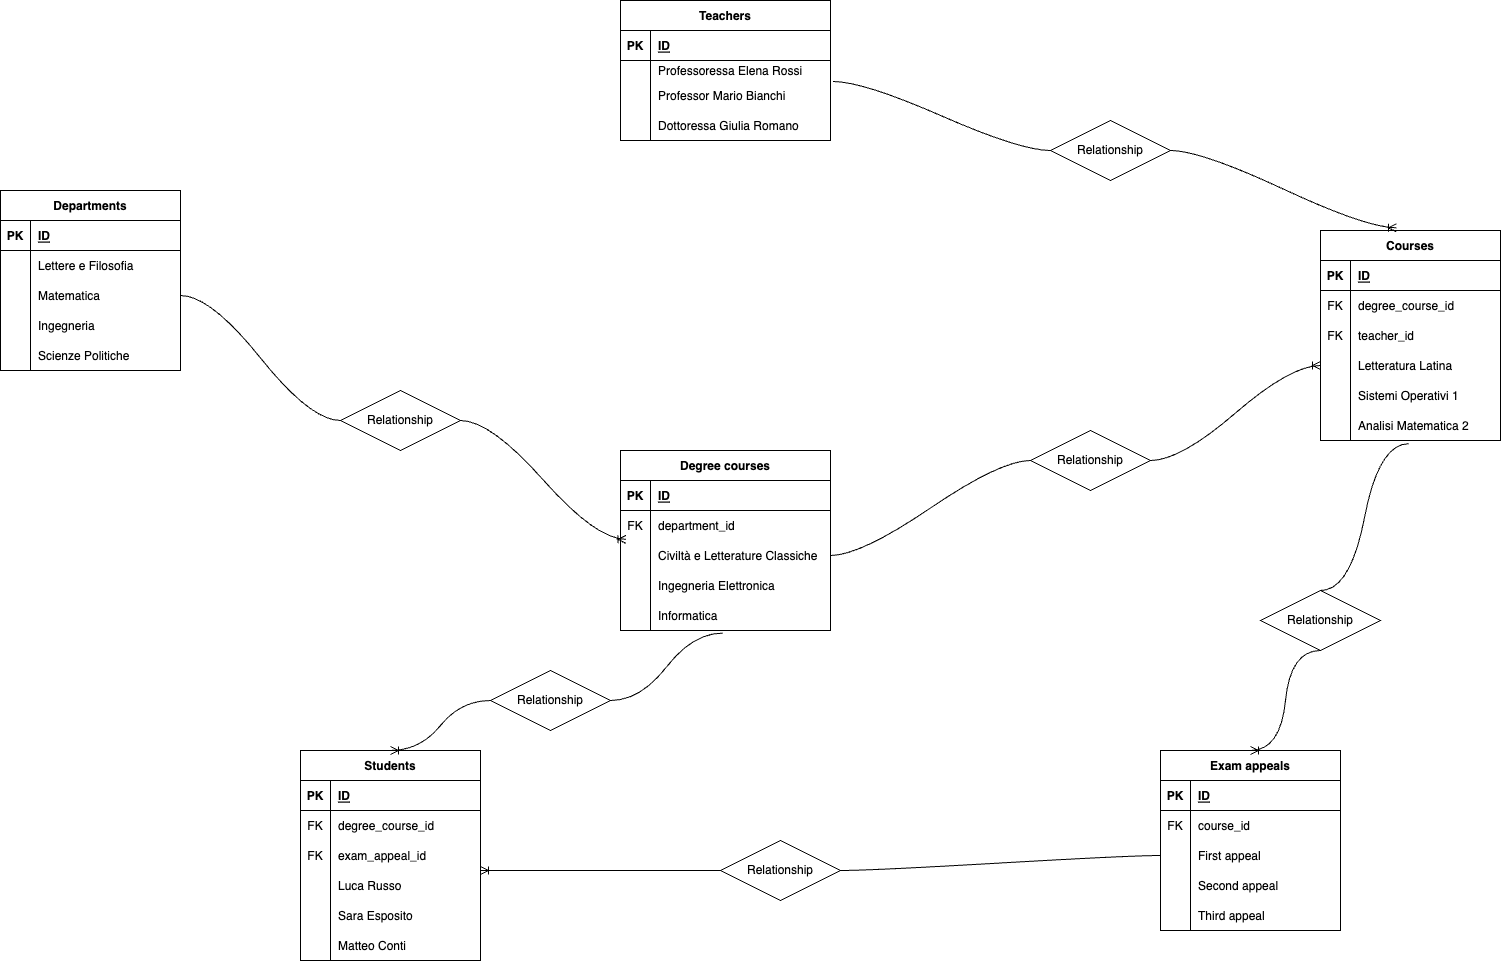 Teachers
PK ID
Professoressa Elena Rossi
Professor Mario Bianchi
Dottoressa Giulia Romano
Relationship
Departments
PK ID
Lettere e Filosofia
Matematica
Ingegneria
Scienze Politiche
Relationship
Courses
PK ID
FK degree_course_id
FK teacher_id
Letteratura Latina
Sistemi Operativi 1
Analisi Matematica 2
Relationship
Degree courses
PK ID
FK department_id
Civiltà e Letterature Classiche
Ingegneria Elettronica
Informatica
Relationship
Relationship
Students
PK ID
FK degree_course_id
FK exam_appeal_id
Luca Russo
Sara Esposito
Matteo Conti
Relationship
Exam appeals
PK ID
FK course_id
First appeal
Second appeal
Third appeal